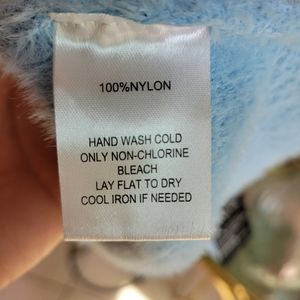 100%NYLON
HAND WASH COLD
ONLY NON-CHLORINE
BLEACH
LAY FLAT TO DRY
COOL IRON IF NEEDED